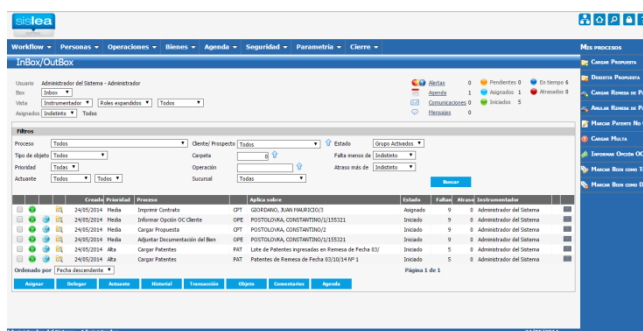 sislea
Workflow Personas Operaciones Bienes Agenda Seguridad Parametría Cierre
InBox/OutBox
Usuario Administrador del Sistema - Administrador
Box Inbox
Vista Instrumentador Roles expandidos Todos
Asignados Indistinto Todos
Alertas 0 Pendientes 0 En tiempo 6
Agenda 1 Asignados 1 Atrasados 0
Comunicaciones 0 Iniciados 5
Mensajes 0
Filtros
Proceso Todos Cliente/ Prospecto Todos Estado Grupo Activados
Tipo de objeto Todos Carpeta 0 Falta menos de Indistinto
Prioridad Todas Operación Atraso más de Indistinto
Actuante Todos Todos Sucursal Todos
Buscar
Creado Prioridad Proceso Aplica sobre Estado Faltan Atraso Instrumentador
24/05/2014 Media Imprimir Contrato CPT GIORDANO, JUAN MAURICIO/3 Asignado 9 0 Administrador del Sistema
24/05/2014 Media Informar Opción OC Cliente OPE POSTOLOVKA, CONSTANTINO/1/155321 Iniciado 9 0 Administrador del Sistema
24/05/2014 Media Cargar Propuesta CPT POSTOLOVKA, CONSTANTINO/2 Iniciado 9 0 Administrador del Sistema
24/05/2014 Media Adjuntar Documentación del Bien OPE POSTOLOVKA, CONSTANTINO/1/155321 Iniciado 9 0 Administrador del Sistema
24/05/2014 Alta Cargar Patentes PAT Lote de Patentes ingresadas en Remesa de Fecha 03/ Iniciado 5 0 Administrador del Sistema
24/05/2014 Alta Cargar Patentes PAT Patentes de Remesa de Fecha 03/10/14 Nº 1 Iniciado 5 0 Administrador del Sistema
Ordenado por Fecha descendente Página 1 de 1
Asignar Delegar Actuante Historial Transacción Objeto Comentarios Agenda
Mis procesos
Cargar Propuesta
Desistir Propuesta
Cargar Remesa de P
Anular Remesa de P
Marcar Patente No
Cargar Multa
Informar Opción OC
Marcar Bien como T
Marcar Bien como D